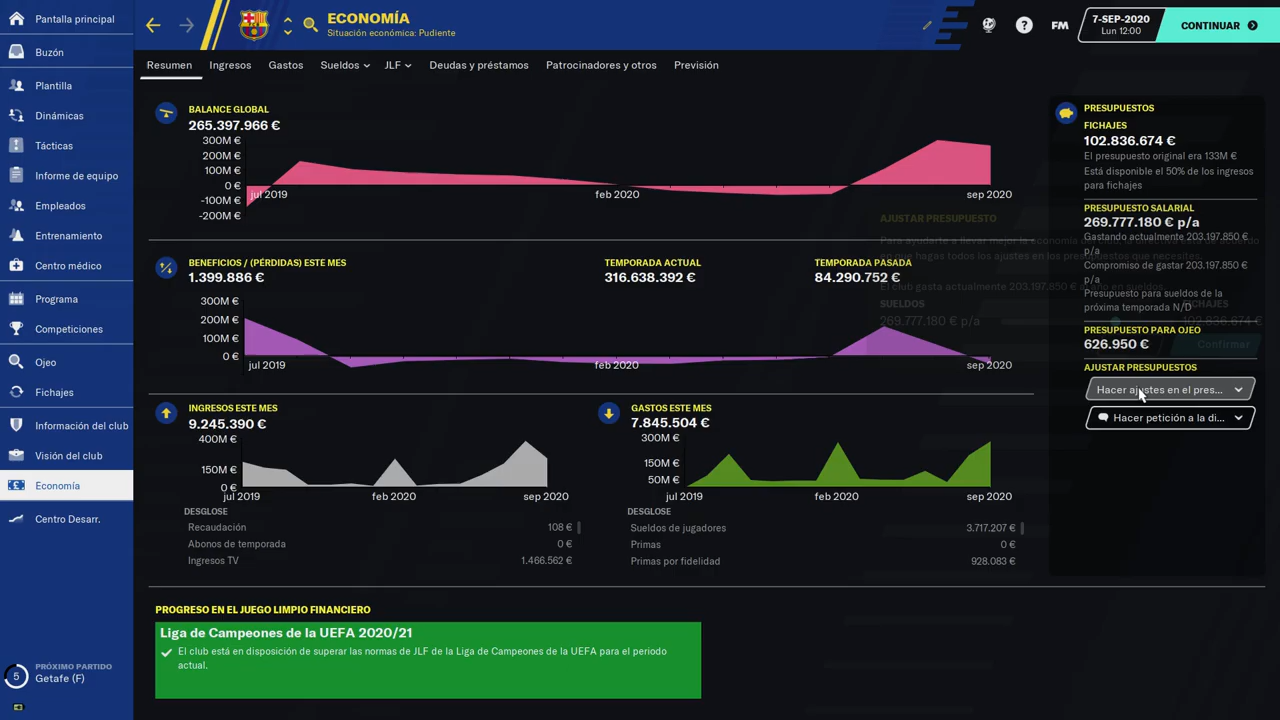 Pantalla principal
Buzón
Plantilla
Dinámicas
Tácticas
Informe de equipo
Empleados
Entrenamiento
Centro médico
Programa
Competiciones
Ojeo
Fichajes
Información del club
Visión del club
Economía
Centro Desarr.
5
PRÓXIMO PARTIDO
Getafe (F)
ECONOMÍA
Situación económica: Pudiente
?
FM
7-SEP-2020
Lun 12:00
CONTINUAR
Resumen
Ingresos
Gastos
Sueldos
JLF
Deudas y préstamos
Patrocinadores y otros
Previsión
BALANCE GLOBAL
265.397.966 €
300M €
200M €
100M €
0 €
-100M €
-200M €
jul 2019
feb 2020
sep 2020
BENEFICIOS / (PÉRDIDAS) ESTE MES
1.399.886 €
TEMPORADA ACTUAL
316.638.392 €
TEMPORADA PASADA
84.290.752 €
300M €
200M €
100M €
0 €
jul 2019
feb 2020
sep 2020
INGRESOS ESTE MES
9.245.390 €
400M €
150M €
0 €
jul 2019
feb 2020
sep 2020
DESGLOSE
Recaudación 108 €
Abonos de temporada 0 €
Ingresos TV 1.466.562 €
GASTOS ESTE MES
7.845.504 €
300M €
150M €
50M €
jul 2019
feb 2020
sep 2020
DESGLOSE
Sueldos de jugadores 3.717.207 €
Primas 0 €
Primas por fidelidad 928.083 €
PROGRESO EN EL JUEGO LIMPIO FINANCIERO
Liga de Campeones de la UEFA 2020/21
El club está en disposición de superar las normas de JLF de la Liga de Campeones de la UEFA para el periodo
actual.
PRESUPUESTOS
FICHAJES
102.836.674 €
El presupuesto original era 133M €
Está disponible el 50% de los ingresos
para fichajes
PRESUPUESTO SALARIAL
269.777.180 € p/a
Gastando actualmente 203.197.850 €
p/a
Compromiso de gastar 203.197.850 €
p/a
Presupuesto para sueldos de la
próxima temporada N/D
PRESUPUESTO PARA OJEO
626.950 €
AJUSTAR PRESUPUESTOS
Hacer ajustes en el pres...
Hacer petición a la di...
AJUSTAR PRESUPUESTO
SUELDOS
269.777.180 € p/a
FICHAJES
102.836.674 €
Confirmar